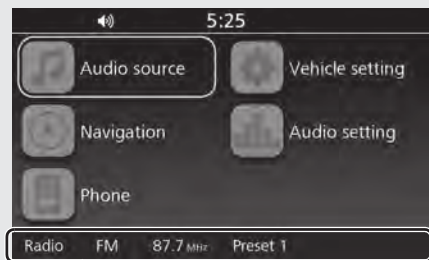 5:25
Audio source Vehicle setting
Navigation Audio setting
Phone
Radio FM 87.7 MHz Preset 1